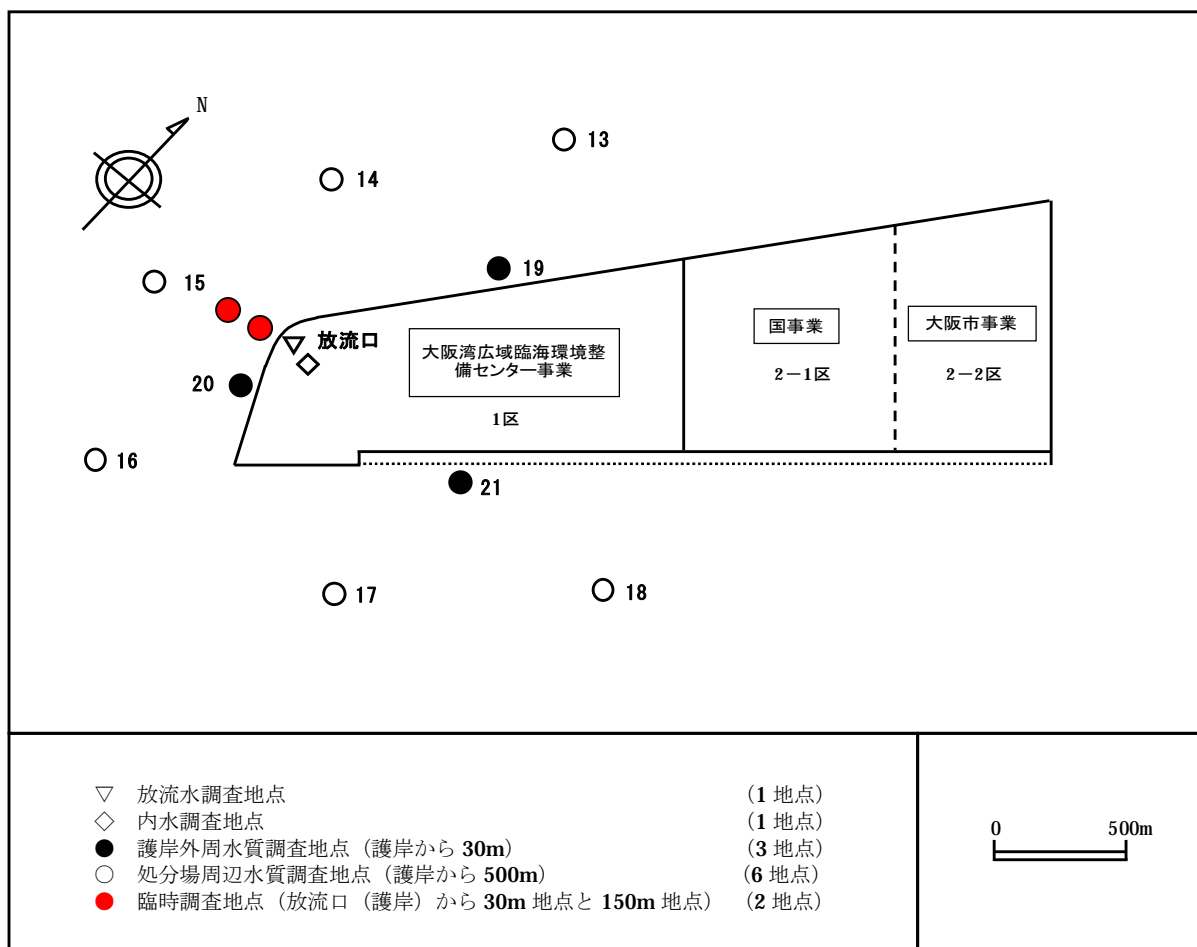 N
13
14
15
19
放流口
国事業
大阪市事業
大阪湾広域臨海環境整
備センター事業
2－1区
2－2区
20
1区
16
21
17
18
▽ 放流水調査地点 （1 地点）
◇ 内水調査地点 （1 地点）
● 護岸外周水質調査地点（護岸から 30m） （3 地点）
○ 処分場周辺水質調査地点（護岸から 500m） （6 地点）
● 臨時調査地点（放流口（護岸）から 30m 地点と 150m 地点） （2 地点）
0 500m